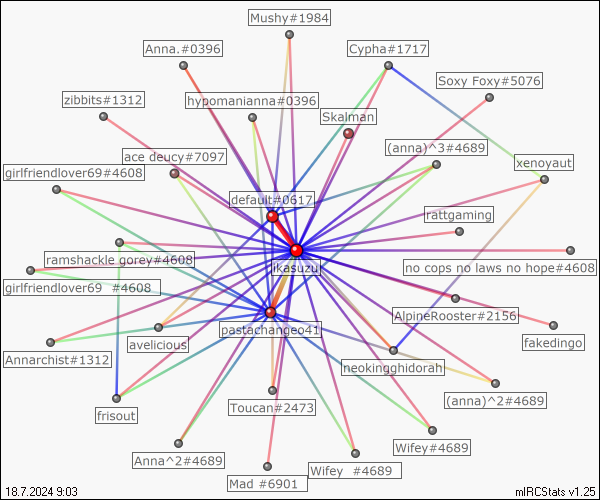 Mushy#1984
Anna.#0396
Cypha#1717
Soxy Foxy#5076
zibbits#1312
hypomanianna#0396
Skalman
(anna)^3#4689
ace deucy#7097
xenoyaut
girlfriendlover69#4608
default#0617
rattgaming
ramshackle gorey#4608
ikasuzui
no cops no laws no hope#4608
girlfriendlover69  #4608
AlpineRooster#2156
pastachangeo41
fakedingo
Annarchist#1312
avelicious
neokingghidorah
frisout
Toucan#2473
(anna)^2#4689
Wifey#4689
Anna^2#4689
Mad #6901
Wifey  #4689
18.7.2024 9:03
mIRCStats v1.25